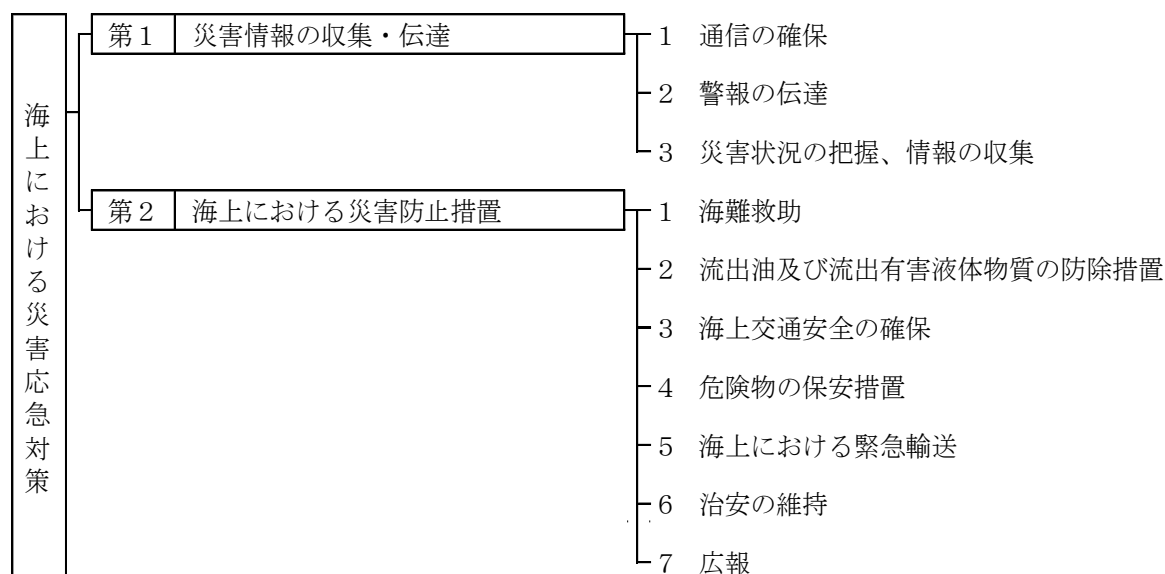 海上における災害応急対策
第１ 災害情報の収集・伝達
１ 通信の確保
２ 警報の伝達
３ 災害状況の把握、情報の収集
第２ 海上における災害防止措置
１ 海難救助
２ 流出油及び流出有害液体物質の防除措置
３ 海上交通安全の確保
４ 危険物の保安措置
５ 海上における緊急輸送
６ 治安の維持
７ 広報